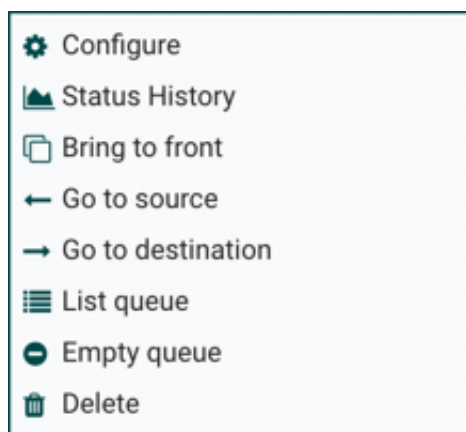 Configure
Status History
Bring to front
Go to source
Go to destination
List queue
Empty queue
Delete